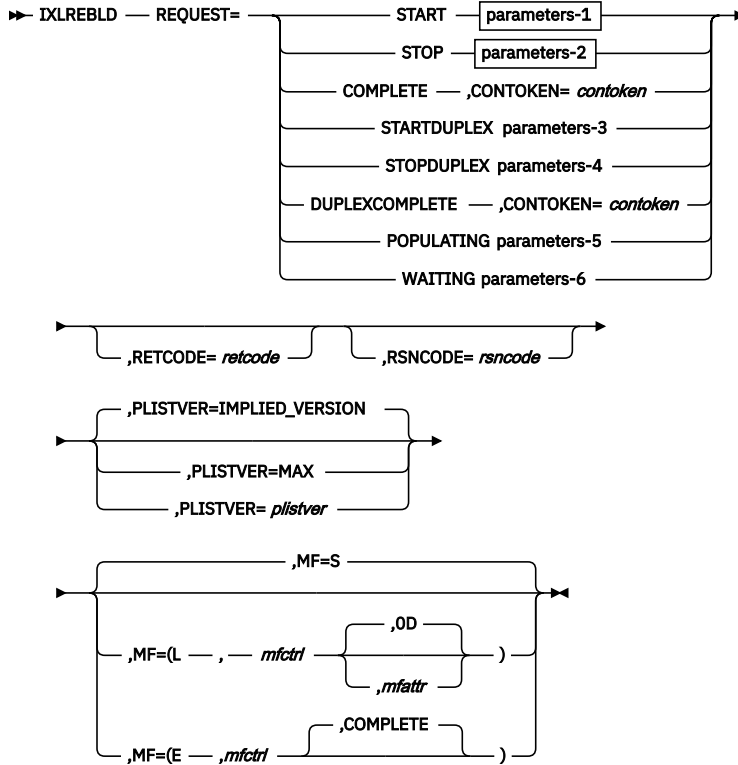 IXLREBLD REQUEST= START parameters-1
STOP parameters-2
COMPLETE ,CONTOKEN= contoken
STARTDUPLEX parameters-3
STOPDUPLEX parameters-4
DUPLEXCOMPLETE ,CONTOKEN= contoken
POPULATING parameters-5
WAITING parameters-6
,RETCODE= retcode ,RSNCODE= rsncode
,PLISTVER=IMPLIED_VERSION
,PLISTVER=MAX
,PLISTVER= plistver
,MF=S
,0D
,MF=(L , mfctrl )
,mfattr
,COMPLETE
,MF=(E ,mfctrl )